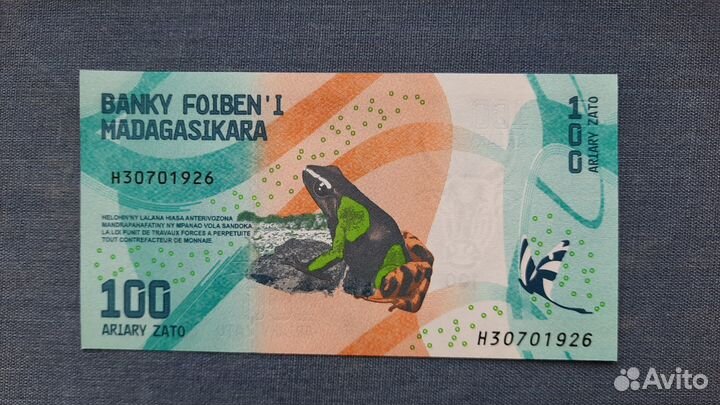 BANKY FOIBEN'I
MADAGASIKARA
H30701926
HELOHIN'NY LALANA HIASA ANTERIVOZONA
MANDRAPAHAFATINY NY MPANAO VOLA SANDOKA
LA LOI PUNIT DE TRAVAUX FORCES A PERPETUITE
TOUT CONTREFACTEUR DE MONNAIE.
100
ARIARY ZATO
100
ARIARY ZATO
H30701926
Avito